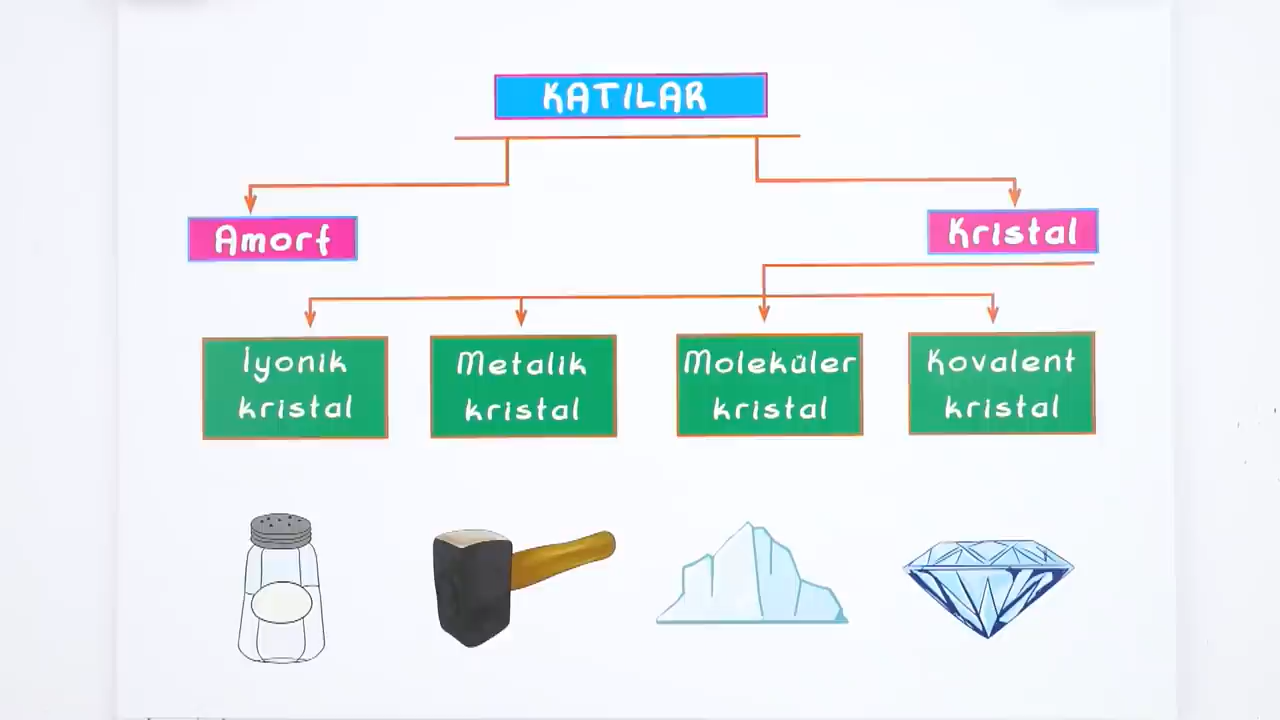 KATILAR
Amorf
Kristal
İyonik
kristal
Metalik
kristal
Moleküler
kristal
Kovalent
kristal